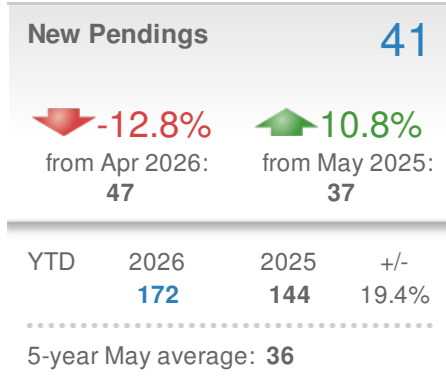 New Pendings 41
-12.8% 10.8%
from Apr 2026: from May 2025:
47 37
YTD 2026 2025 +/-
172 144 19.4%
5-year May average: 36